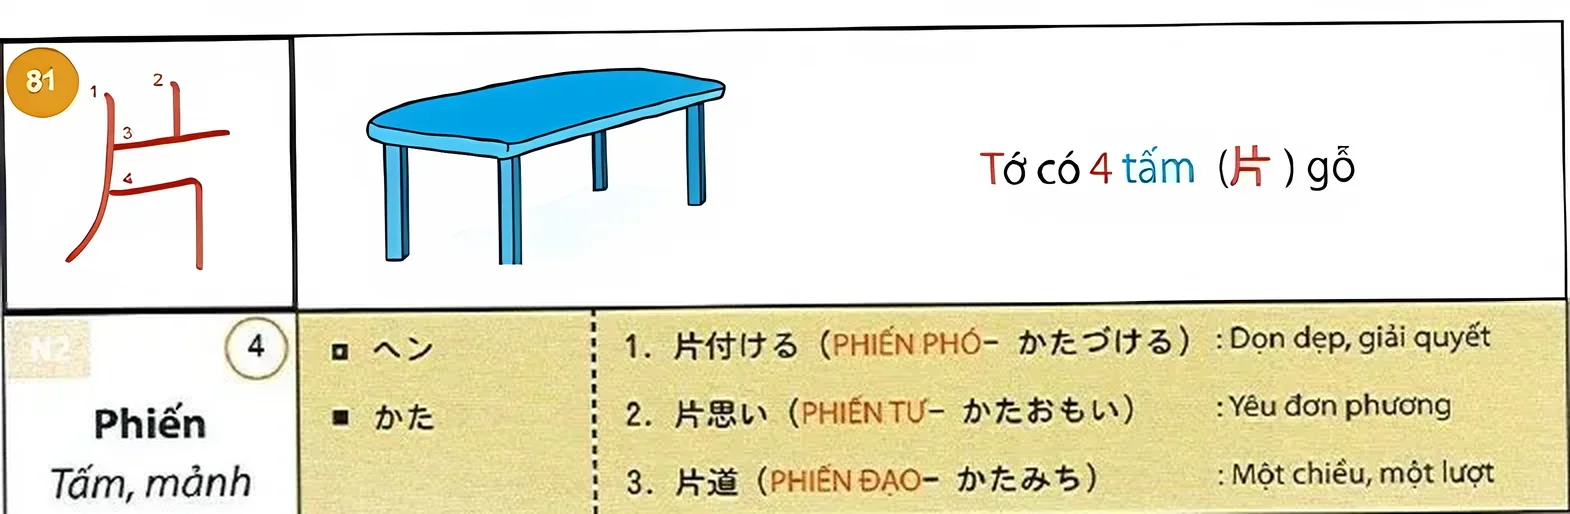 81
1 2
3
4
Tớ có 4 tấm (片) gỗ
N2 4
Phiến
Tấm, mảnh
ヘン
かた
1. 片付ける (PHIẾN PHÓ- かたづける) : Dọn dẹp, giải quyết
2. 片思い (PHIẾN TƯ- かたおもい) : Yêu đơn phương
3. 片道 (PHIẾN ĐẠO- かたみち) : Một chiều, một lượt